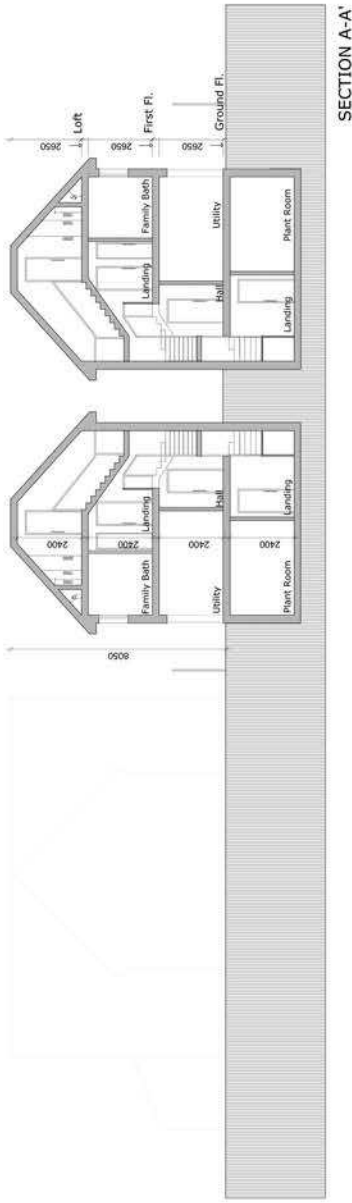 8050
Loft
2650
First Fl.
2650
Ground Fl.
2650
2400
2400
2400
2400
Family Bath
Landing
Utility
Hall
Plant Room
Landing
Landing
Family Bath
Hall
Utility
Landing
Plant Room
SECTION A-A'